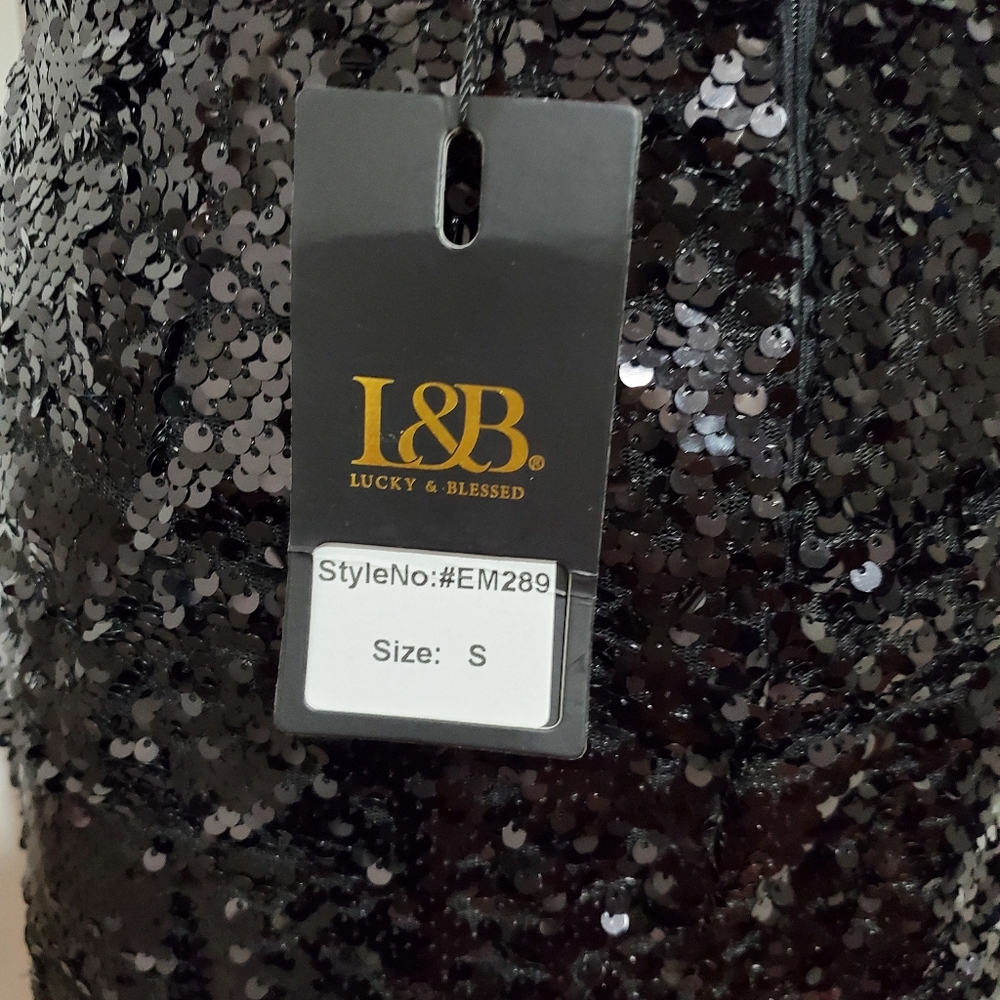 L&B®
LUCKY & BLESSED
StyleNo:#EM289
Size: S